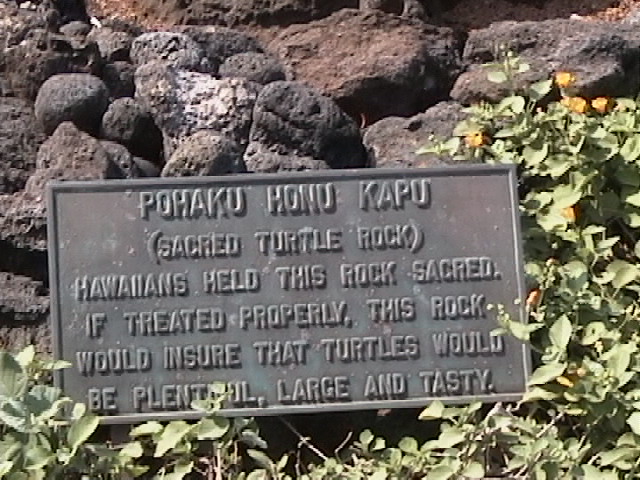 POHAKU HONU KAPU
(SACRED TURTLE ROCK)
HAWAIIANS HELD THIS ROCK SACRED.
IF TREATED PROPERLY, THIS ROCK
WOULD INSURE THAT TURTLES WOULD
BE PLENTIFUL, LARGE AND TASTY.